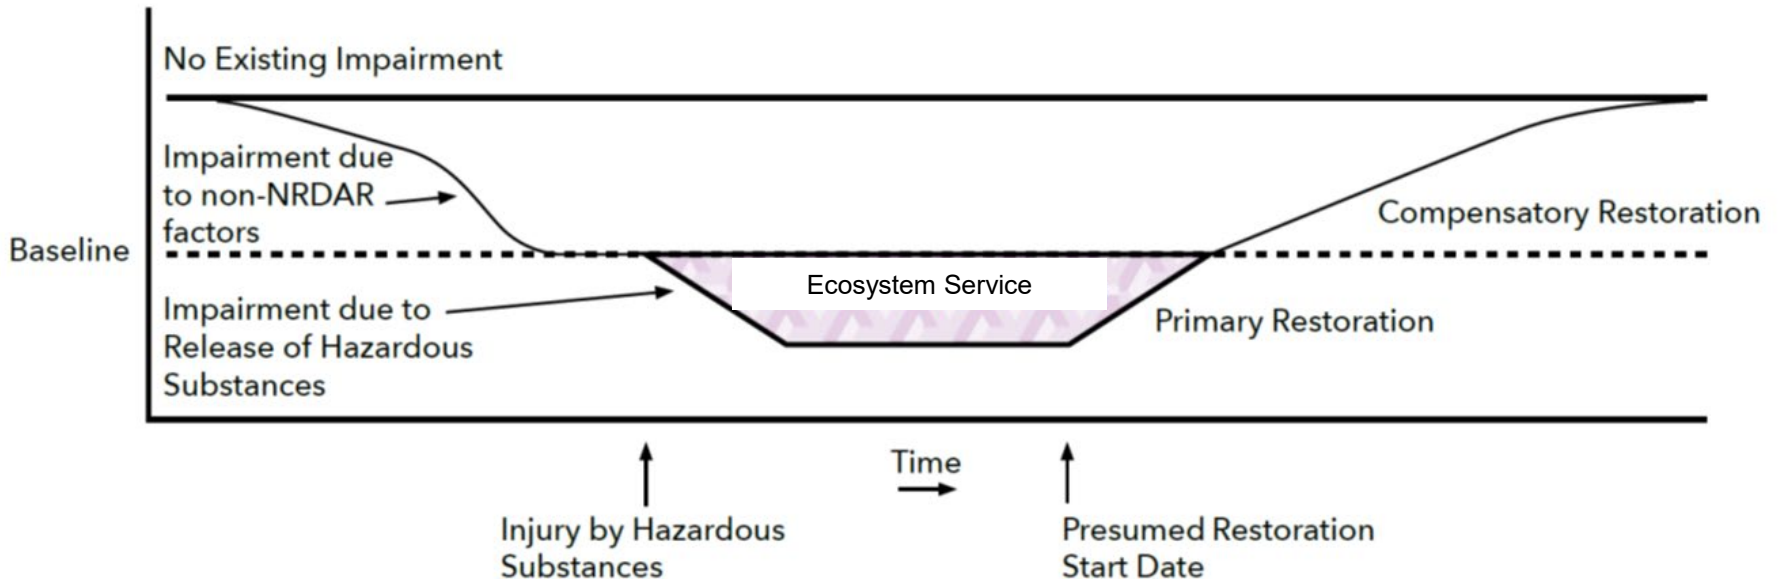 No Existing Impairment
Impairment due
to non-NRDAR
factors
Baseline
Compensatory Restoration
Ecosystem Service
Impairment due to
Release of Hazardous
Substances
Primary Restoration
Time
Injury by Hazardous
Substances
Presumed Restoration
Start Date